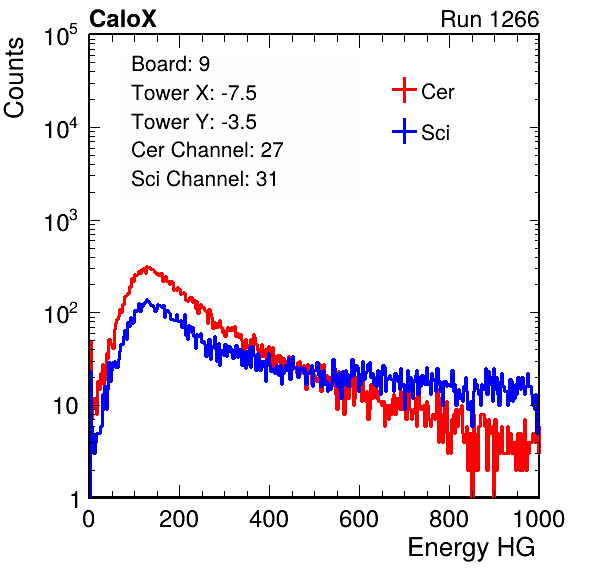 CaloX Run 1266
Counts
10^5
10^4
10^3
10^2
10
1
Board: 9
Tower X: -7.5
Tower Y: -3.5
Cer Channel: 27
Sci Channel: 31
Cer
Sci
0 200 400 600 800 1000
Energy HG